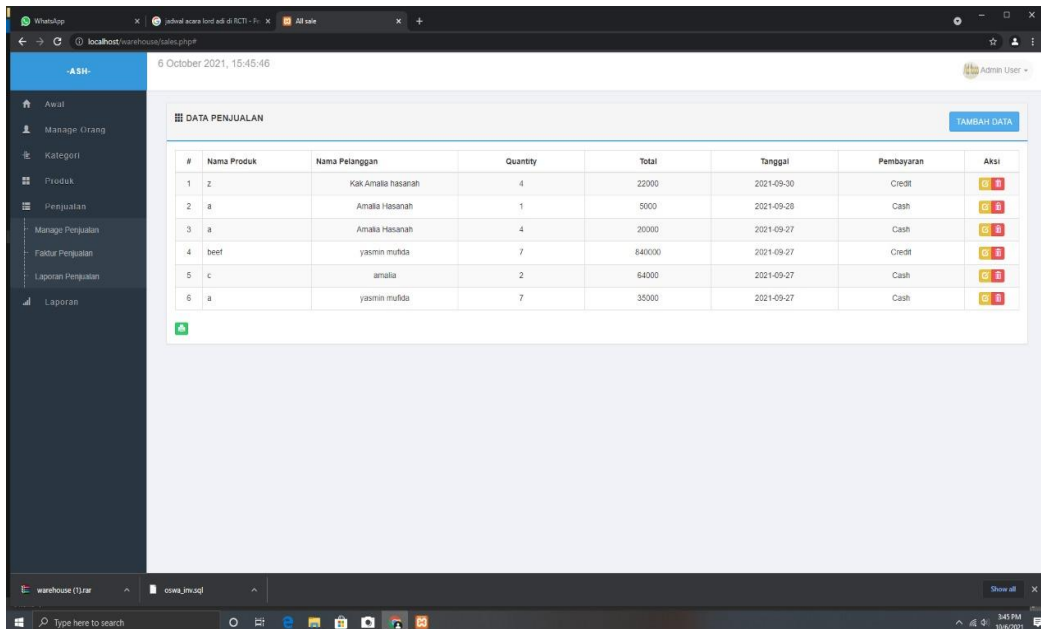 WhatsApp
jadwal acara lord adi di RCTI - Pe
All sale
localhost/warehouse/sales.php#
-ASH-
6 October 2021, 15:45:46
Admin User
Awal
Manage Orang
Kategori
Produk
Penjualan
Manage Penjualan
Faktur Penjualan
Laporan Penjualan
Laporan
DATA PENJUALAN
TAMBAH DATA
# Nama Produk Nama Pelanggan Quantity Total Tanggal Pembayaran Aksi
1 z Kak Amalia hasanah 4 22000 2021-09-30 Credit
2 a Amalia Hasanah 1 5000 2021-09-28 Cash
3 a Amalia Hasanah 4 20000 2021-09-27 Cash
4 beef yasmin mufida 7 840000 2021-09-27 Credit
5 c amalia 2 64000 2021-09-27 Cash
6 a yasmin mufida 7 35000 2021-09-27 Cash
warehouse (1).rar
oswa_inv.sql
Show all
Type here to search
3:45 PM
10/6/2021